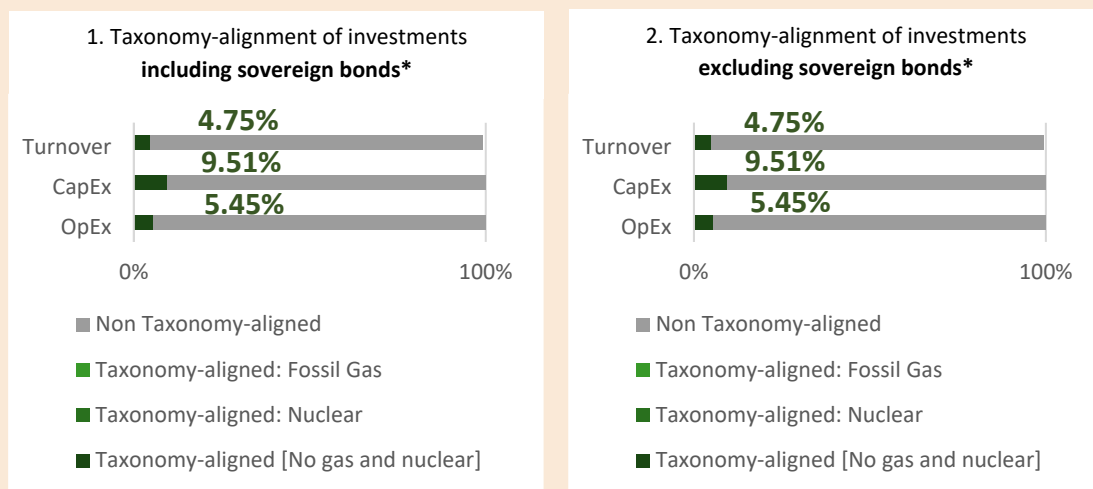 1. Taxonomy-alignment of investments
including sovereign bonds*
4.75%
Turnover
9.51%
CapEx
5.45%
OpEx
0%
100%
Non Taxonomy-aligned
Taxonomy-aligned: Fossil Gas
Taxonomy-aligned: Nuclear
Taxonomy-aligned [No gas and nuclear]
2. Taxonomy-alignment of investments
excluding sovereign bonds*
4.75%
Turnover
9.51%
CapEx
5.45%
OpEx
0%
100%
Non Taxonomy-aligned
Taxonomy-aligned: Fossil Gas
Taxonomy-aligned: Nuclear
Taxonomy-aligned [No gas and nuclear]